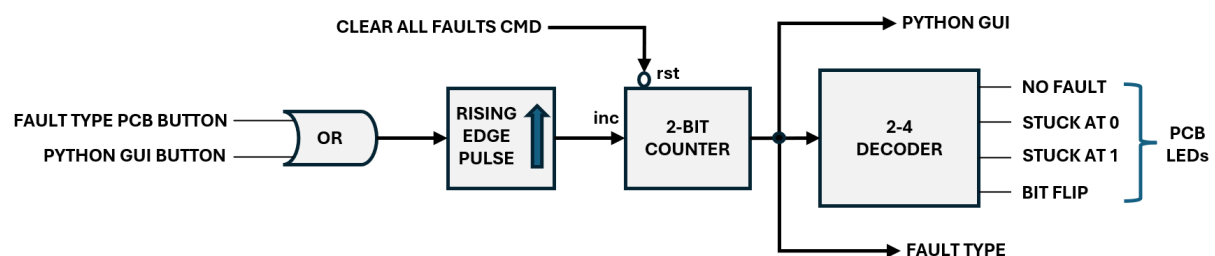 CLEAR ALL FAULTS CMD
PYTHON GUI
rst
FAULT TYPE PCB BUTTON
PYTHON GUI BUTTON
OR
RISING
EDGE
PULSE
inc
2-BIT
COUNTER
2-4
DECODER
NO FAULT
STUCK AT 0
STUCK AT 1
BIT FLIP
PCB
LEDs
FAULT TYPE